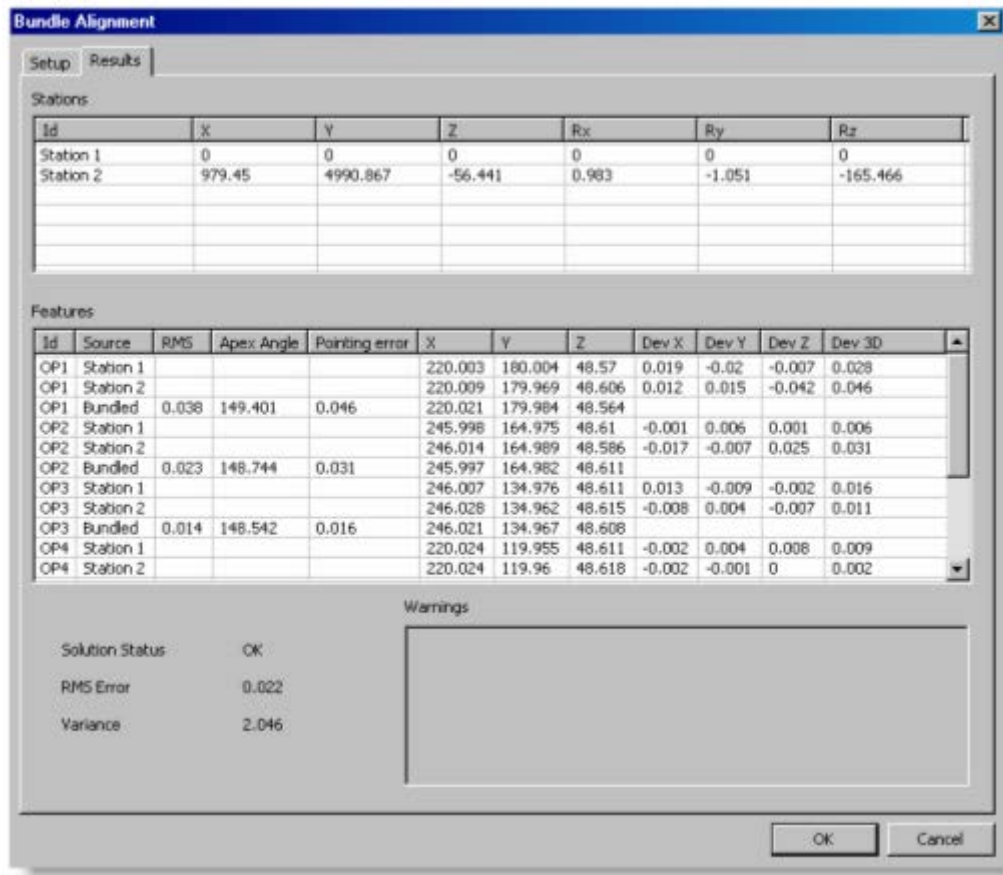 Bundle Alignment
Setup Results
Stations
Id X Y Z Rx Ry Rz
Station 1 0 0 0 0 0 0
Station 2 979.45 4990.867 -56.441 0.983 -1.051 -165.466
Features
Id Source RMS Apex Angle Pointing error X Y Z Dev X Dev Y Dev Z Dev 3D
OP1 Station 1 220.003 180.004 48.57 0.019 -0.02 -0.007 0.028
OP1 Station 2 220.009 179.969 48.606 0.012 0.015 -0.042 0.046
OP1 Bundled 0.038 149.401 0.046 220.021 179.984 48.564
OP2 Station 1 245.998 164.975 48.61 -0.001 0.006 0.001 0.006
OP2 Station 2 246.014 164.989 48.586 -0.017 -0.007 0.025 0.031
OP2 Bundled 0.023 148.744 0.031 245.997 164.982 48.611
OP3 Station 1 246.007 134.976 48.611 0.013 -0.009 -0.002 0.016
OP3 Station 2 246.028 134.962 48.615 -0.008 0.004 -0.007 0.011
OP3 Bundled 0.014 148.542 0.016 246.021 134.967 48.608
OP4 Station 1 220.024 119.955 48.611 -0.002 0.004 0.008 0.009
OP4 Station 2 220.024 119.96 48.618 -0.002 -0.001 0 0.002
Warnings
Solution Status OK
RMS Error 0.022
Variance 2.046
OK Cancel